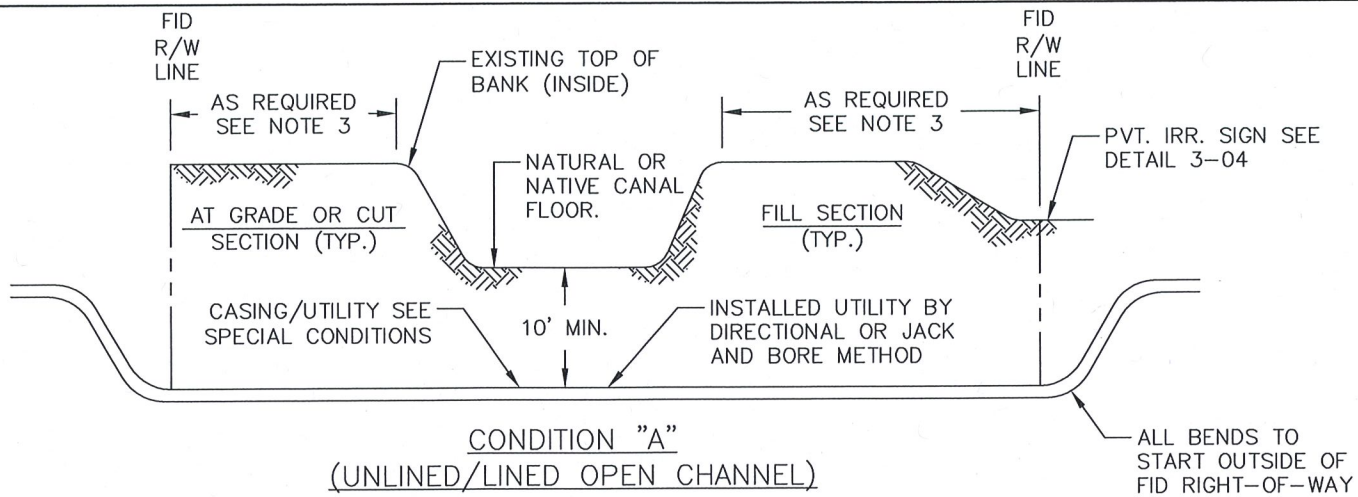 FID
R/W
LINE
FID
R/W
LINE
EXISTING TOP OF
BANK (INSIDE)
AS REQUIRED
SEE NOTE 3
AS REQUIRED
SEE NOTE 3
PVT. IRR. SIGN SEE
DETAIL 3-04
NATURAL OR
NATIVE CANAL
FLOOR.
AT GRADE OR CUT
SECTION (TYP.)
FILL SECTION
(TYP.)
CASING/UTILITY SEE
SPECIAL CONDITIONS
10' MIN.
INSTALLED UTILITY BY
DIRECTIONAL OR JACK
AND BORE METHOD
CONDITION "A"
(UNLINED/LINED OPEN CHANNEL)
ALL BENDS TO
START OUTSIDE OF
FID RIGHT-OF-WAY